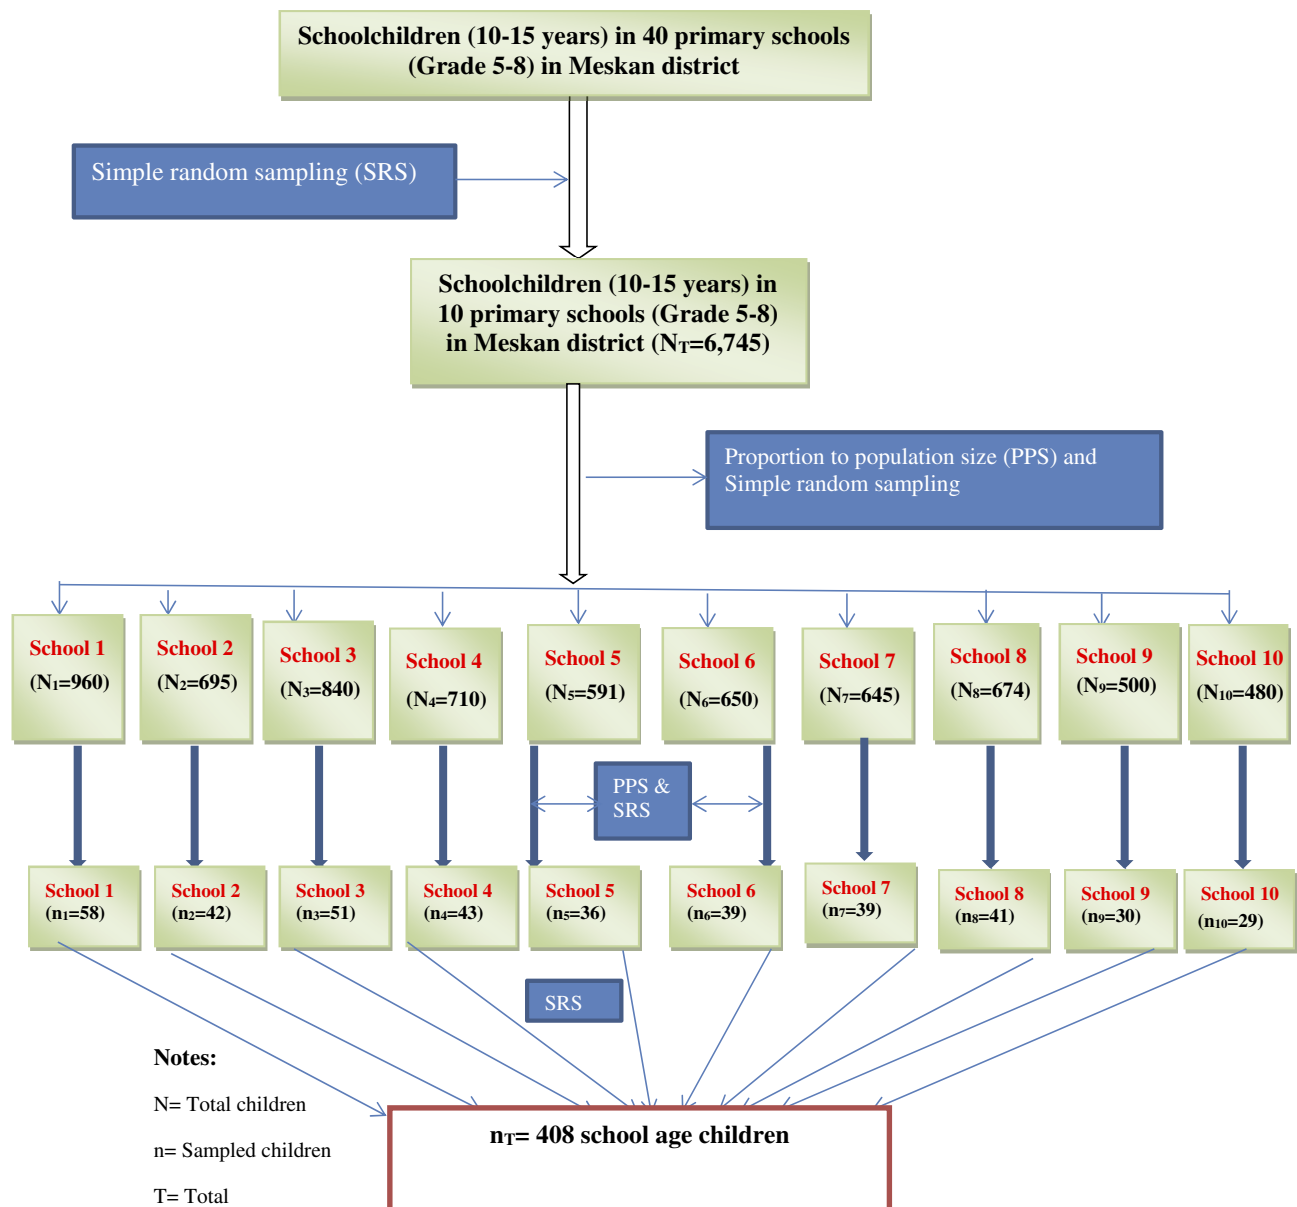 Schoolchildren (10-15 years) in 40 primary schools
(Grade 5-8) in Meskan district
Simple random sampling (SRS)
Schoolchildren (10-15 years) in
10 primary schools (Grade 5-8)
in Meskan district (NT=6,745)
Proportion to population size (PPS) and
Simple random sampling
School 1
(N1=960)
School 2
(N2=695)
School 3
(N3=840)
School 4
(N4=710)
School 5
(N5=591)
School 6
(N6=650)
School 7
(N7=645)
School 8
(N8=674)
School 9
(N9=500)
School 10
(N10=480)
PPS &
SRS
School 1
(n1=58)
School 2
(n2=42)
School 3
(n3=51)
School 4
(n4=43)
School 5
(n5=36)
School 6
(n6=39)
School 7
(n7=39)
School 8
(n8=41)
School 9
(n9=30)
School 10
(n10=29)
SRS
Notes:
N= Total children
n= Sampled children
T= Total
nT= 408 school age children